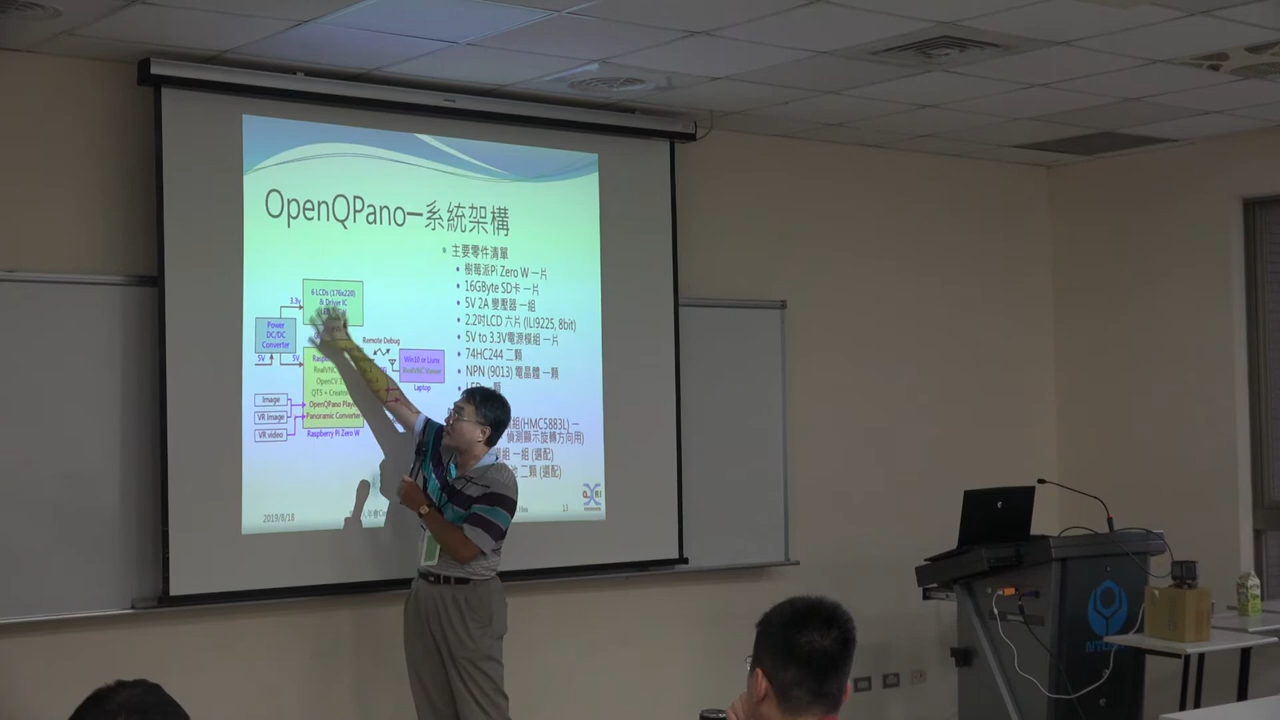 OpenQPano—系統架構
主要零件清單
樹莓派Pi Zero W 一片
16GByte SD卡 一片
5V 2A 變壓器 一組
2.2吋LCD 六片 (ILI9225, 8bit)
5V to 3.3V電源模組 一片
74HC244 二顆
NPN (9013) 電晶體 一顆
組(HMC5883L) 一
偵測顯示旋轉方向用)
組 一組 (選配)
二顆 (選配)
6 LCDs (176x220)
& Driver IC
3.3v
Power
DC/DC
Converter
5V
5V
Remote Debug
Win10 or Liunx
RealVNC Viewer
Laptop
RealVNC
OpenCV
QT5 + Creator
OpenQPano Player
Panoramic Converter
Raspberry Pi Zero W
Image
VR Image
VR video
2019/8/18
13